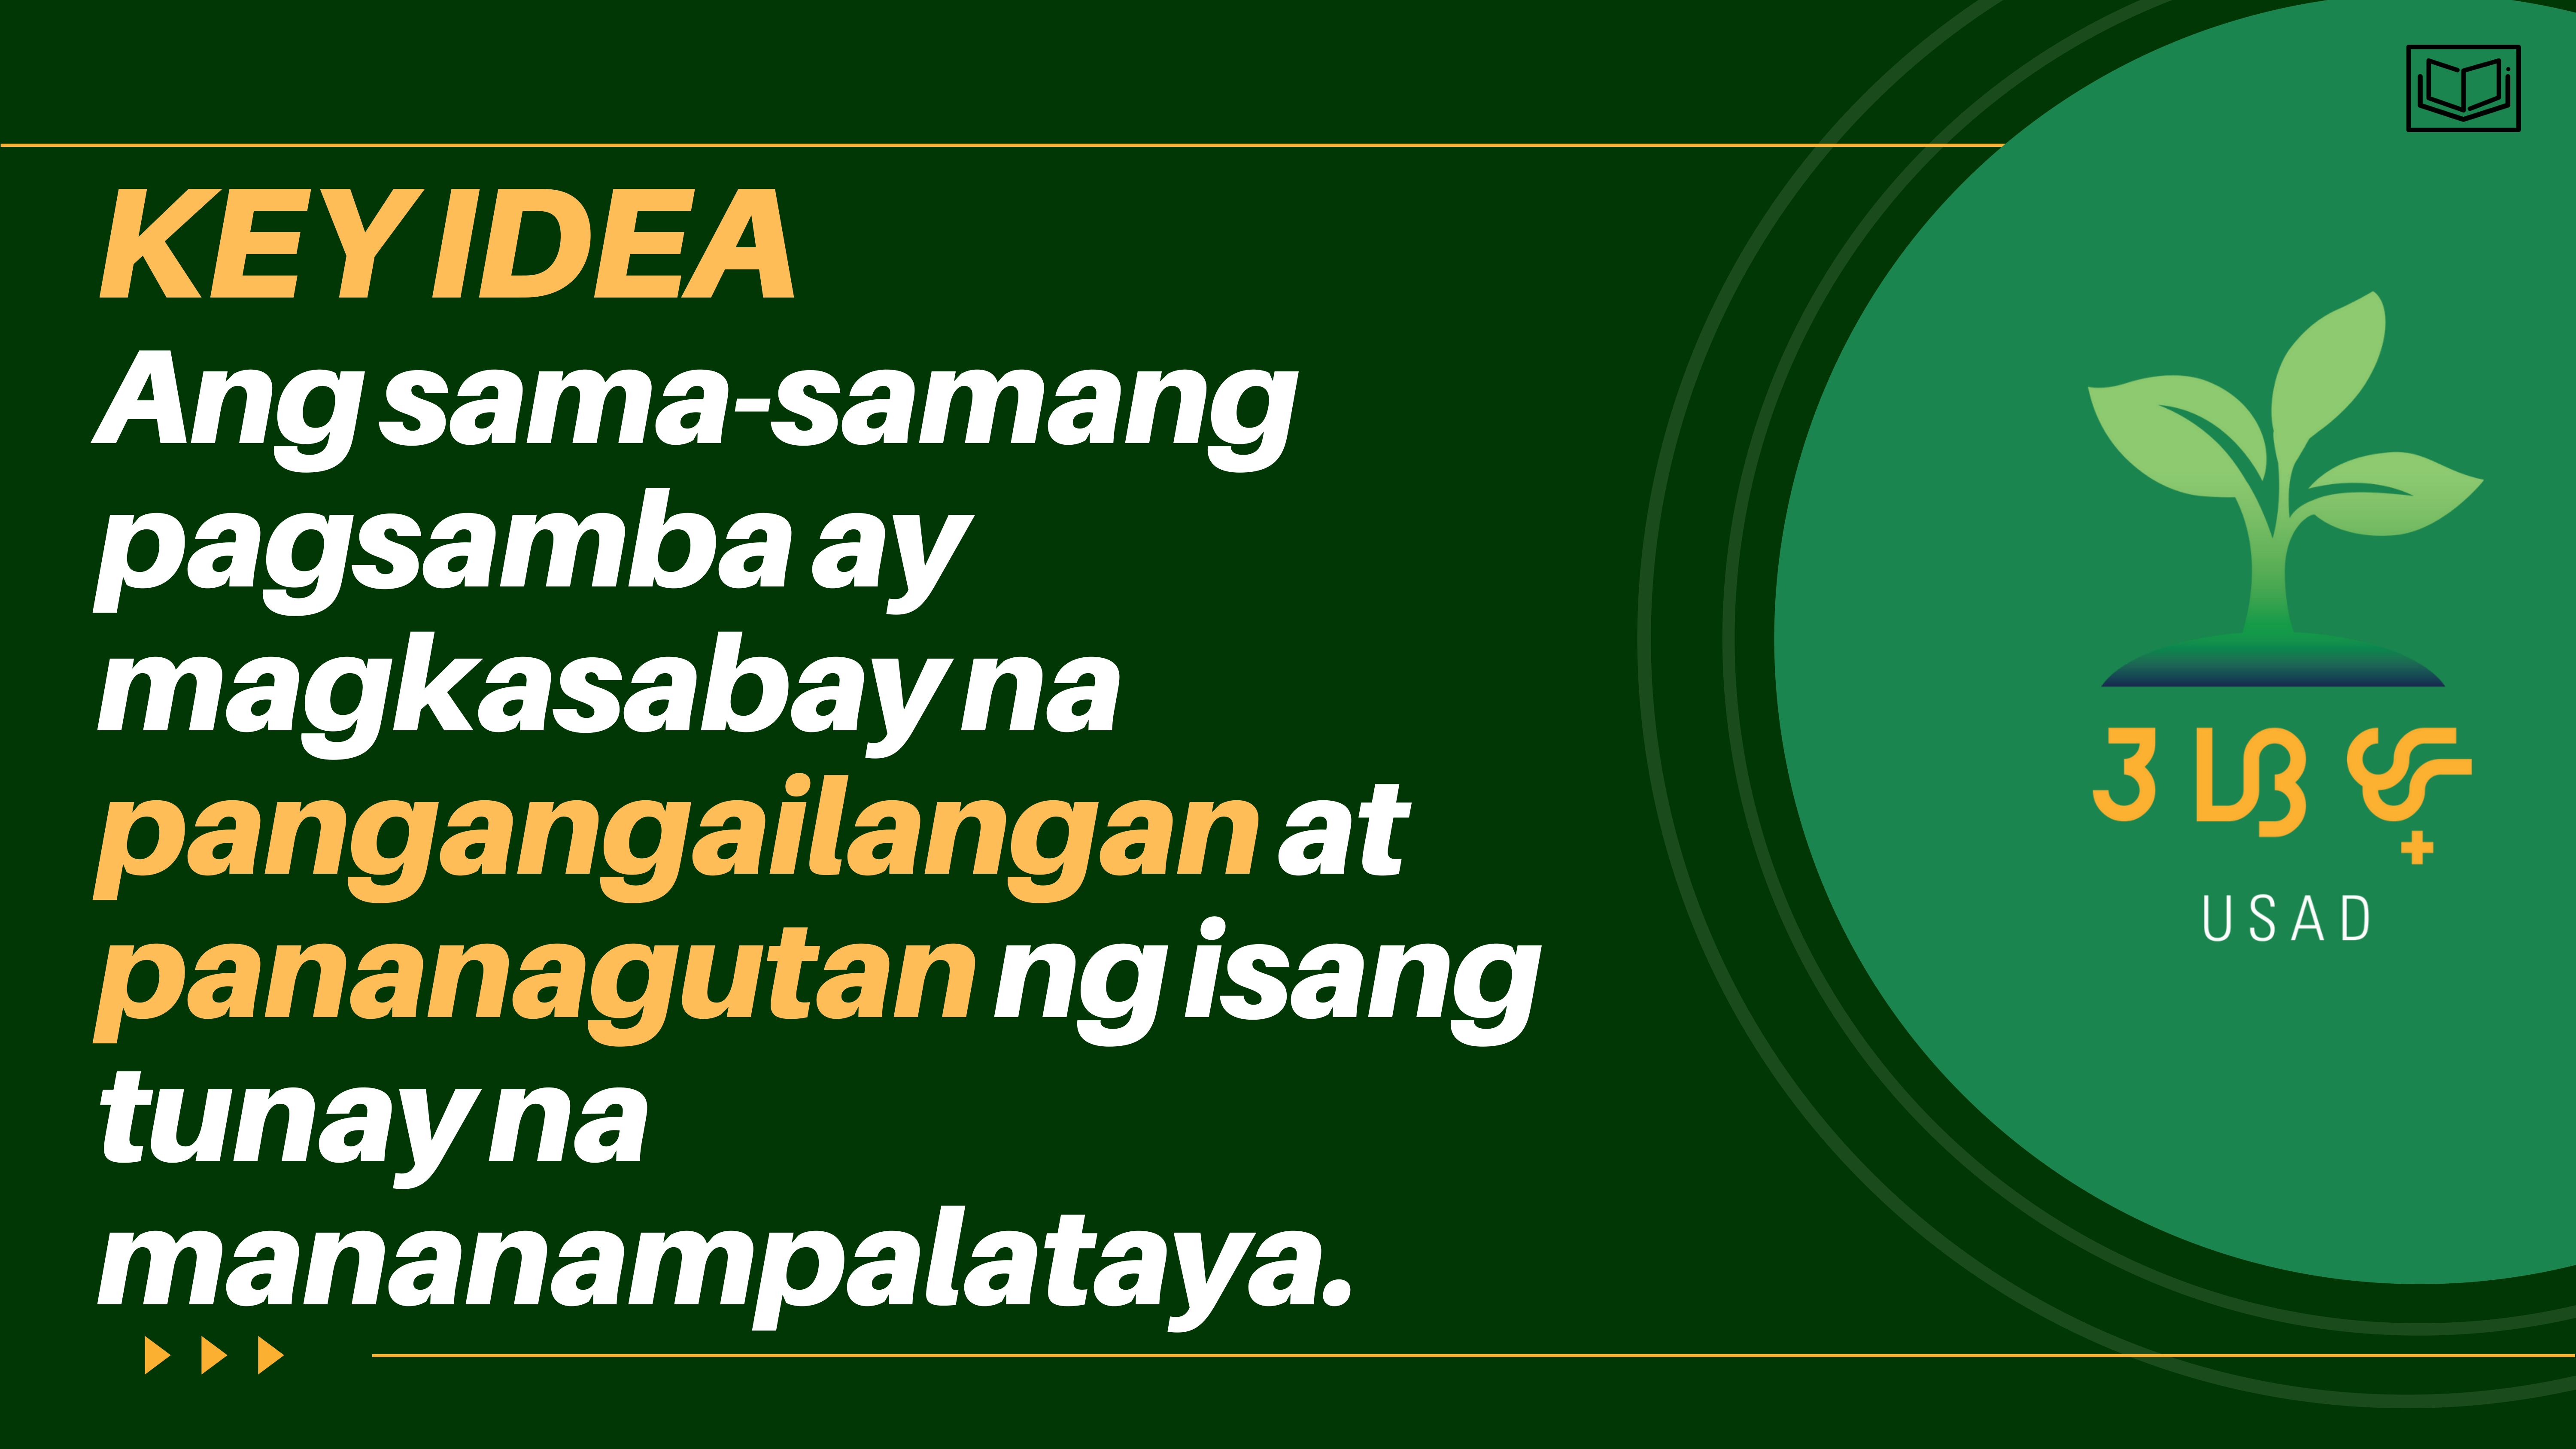 KEY IDEA
Ang sama-samang
pagsamba ay
magkasabay na
pangangailangan at
pananagutan ng isang
tunay na
mananampalataya.
ᜂ ᜐ ᜇ᜔
USAD